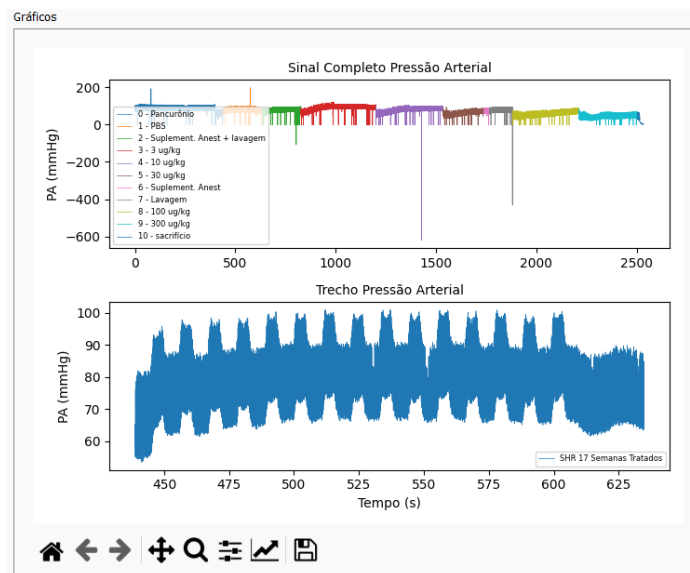 Gráficos
Sinal Completo Pressão Arterial
PA (mmHg)
200
0
−200
−400
−600
0 - Pancurônio
1 - PBS
2 - Suplement. Anest + lavagem
3 - 3 ug/kg
4 - 10 ug/kg
5 - 30 ug/kg
6 - Suplement. Anest
7 - Lavagem
8 - 100 ug/kg
9 - 300 ug/kg
10 - sacrifício
0 500 1000 1500 2000 2500
Trecho Pressão Arterial
PA (mmHg)
100
90
80
70
60
SHR 17 Semanas Tratados
450 475 500 525 550 575 600 625
Tempo (s)